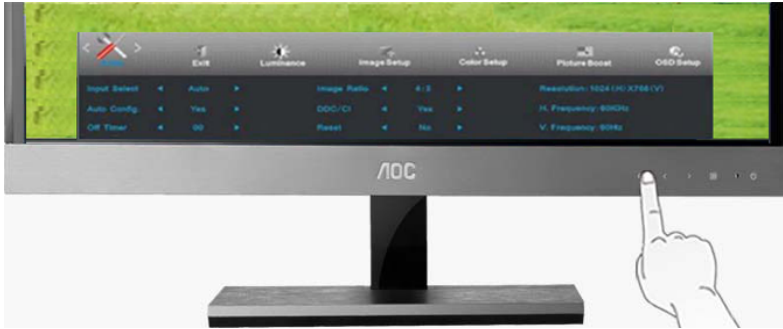 < >
Extra Exit Luminance Image Setup Color Setup Picture Boost OSD Setup
Input Select Auto Image Ratio 4:3 Resolution:1024(H)X768(V)
Auto Config. Yes DDC/CI Yes H. Frequency:60KHz
Off Timer 00 Reset No V. Frequency:60Hz
AOC